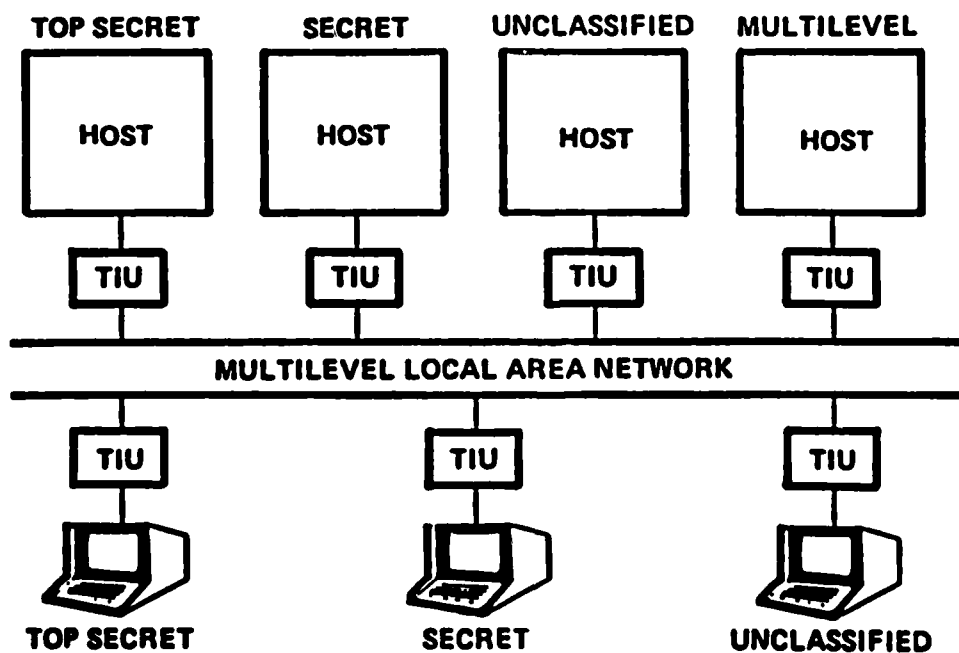 TOP SECRET SECRET UNCLASSIFIED MULTILEVEL
HOST HOST HOST HOST
TIU TIU TIU TIU
MULTILEVEL LOCAL AREA NETWORK
TIU TIU TIU
TOP SECRET SECRET UNCLASSIFIED